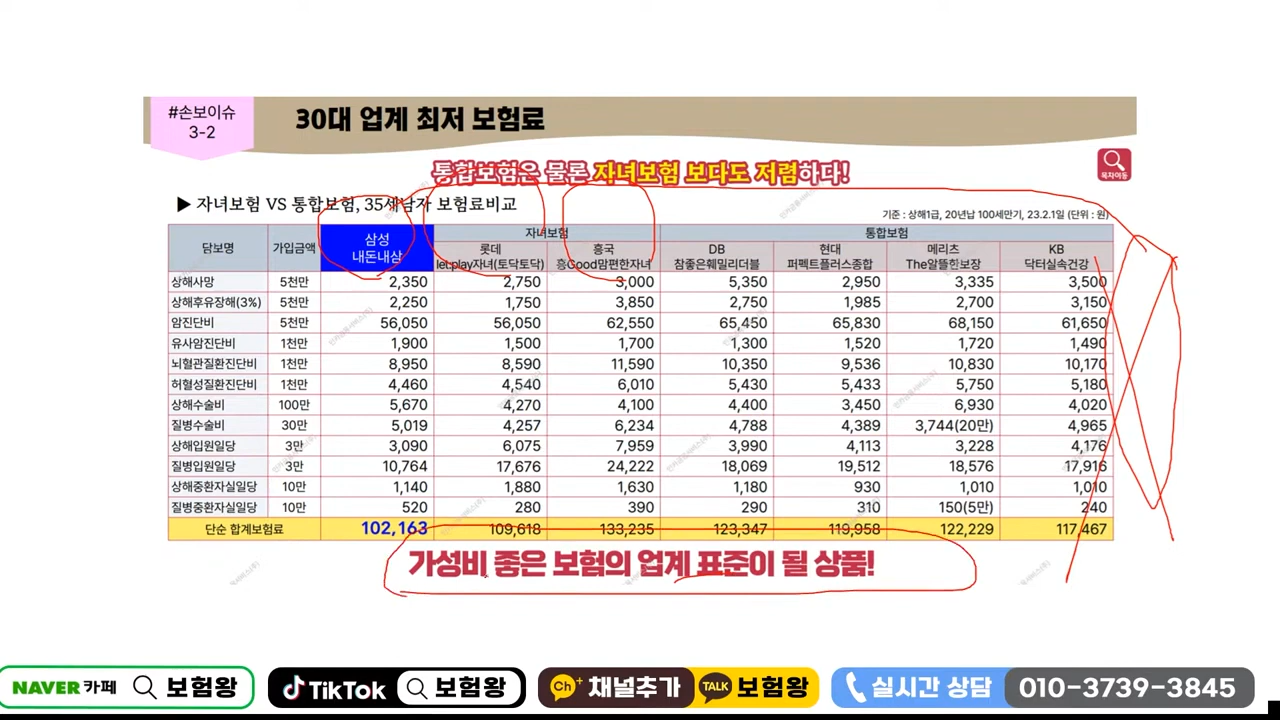 #손보이슈
3-2
30대 업계 최저 보험료
통합보험은 물론 자녀보험 보다도 저렴하다!
목차이동
▶ 자녀보험 VS 통합보험, 35세남자 보험료비교
기준 : 상해1급, 20년납 100세만기, 23.2.1일 (단위 : 원)
담보명 가입금액 삼성 내돈내삼 자녀보험 통합보험
롯데 let:play자녀(토닥토닥) 흥국 흥Good맘편한자녀 DB 참좋은훼밀리더블 현대 퍼펙트플러스종합 메리츠 The알뜰한보장 KB 닥터실속건강
상해사망 5천만 2,350 2,750 3,000 5,350 2,950 3,335 3,500
상해후유장해(3%) 5천만 2,250 1,750 3,850 2,750 1,985 2,700 3,150
암진단비 5천만 56,050 56,050 62,550 65,450 65,830 68,150 61,650
유사암진단비 1천만 1,900 1,500 1,700 1,300 1,520 1,720 1,490
뇌혈관질환진단비 1천만 8,950 8,590 11,590 10,350 9,536 10,830 10,170
허혈성질환진단비 1천만 4,460 4,540 6,010 5,430 5,433 5,750 5,180
상해수술비 100만 5,670 4,270 4,100 4,400 3,450 6,930 4,020
질병수술비 30만 5,019 4,257 6,234 4,788 4,389 3,744(20만) 4,965
상해입원일당 3만 3,090 6,075 7,959 3,990 4,113 3,228 4,176
질병입원일당 3만 10,764 17,676 24,222 18,069 19,512 18,576 17,916
상해중환자실일당 10만 1,140 1,880 1,630 1,180 930 1,010 1,010
질병중환자실일당 10만 520 280 390 290 310 150(5만) 240
단순 합계보험료 102,163 109,618 133,235 123,347 119,958 122,229 117,467
가성비 좋은 보험의 업계 표준이 될 상품!
NAVER 카페 보험왕 TikTok 보험왕 Ch+ 채널추가 TALK 보험왕 실시간 상담 010-3739-3845